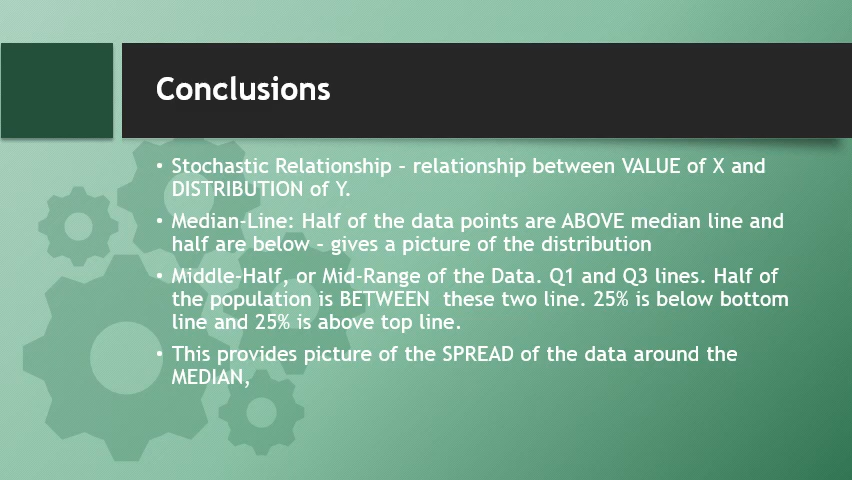 Conclusions
• Stochastic Relationship – relationship between VALUE of X and
DISTRIBUTION of Y.
• Median-Line: Half of the data points are ABOVE median line and
half are below – gives a picture of the distribution
• Middle-Half, or Mid-Range of the Data. Q1 and Q3 lines. Half of
the population is BETWEEN  these two line. 25% is below bottom
line and 25% is above top line.
• This provides picture of the SPREAD of the data around the
MEDIAN,